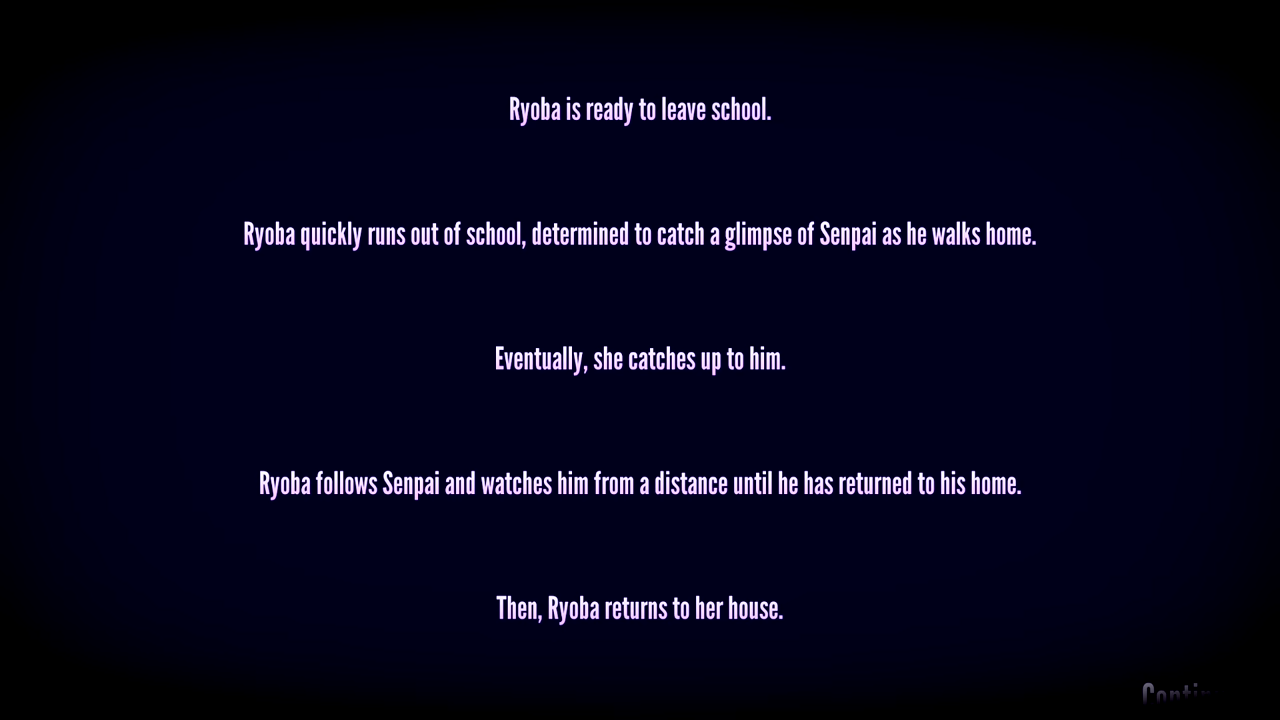 Ryoba is ready to leave school.
Ryoba quickly runs out of school, determined to catch a glimpse of Senpai as he walks home.
Eventually, she catches up to him.
Ryoba follows Senpai and watches him from a distance until he has returned to his home.
Then, Ryoba returns to her house.